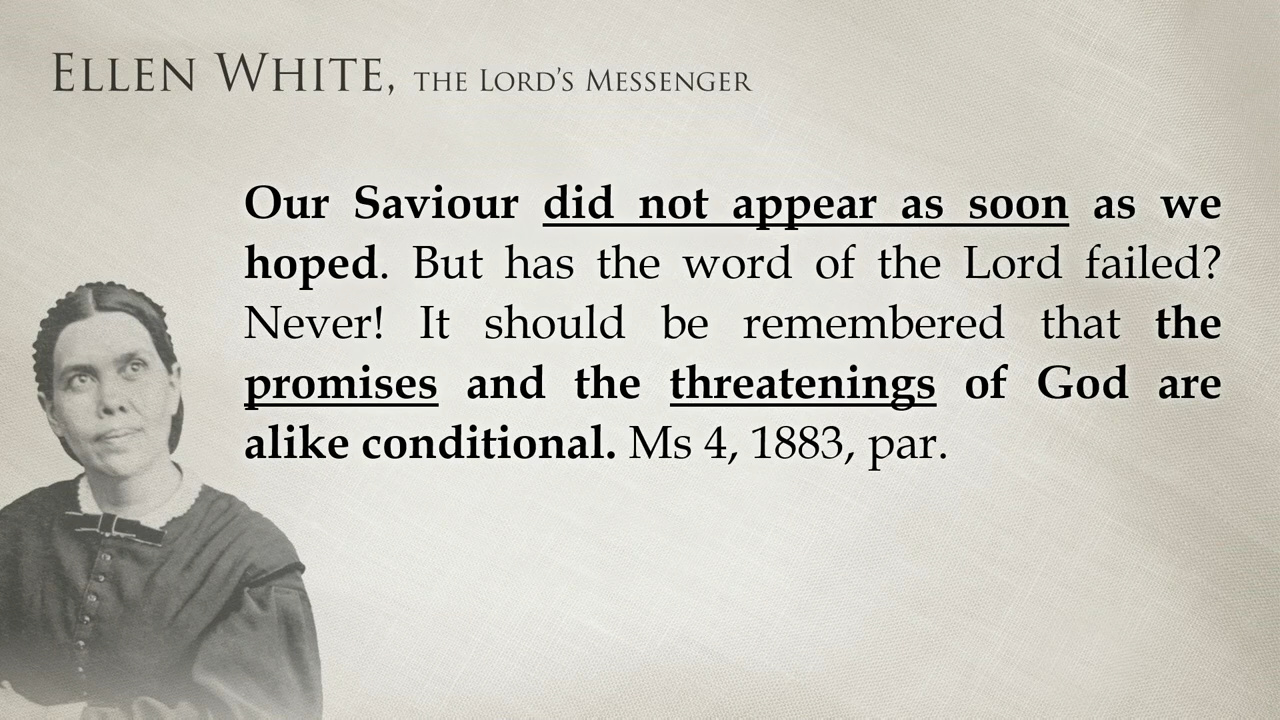 Ellen White, the Lord's Messenger
Our Saviour did not appear as soon as we
hoped. But has the word of the Lord failed?
Never! It should be remembered that the
promises and the threatenings of God are
alike conditional. Ms 4, 1883, par.